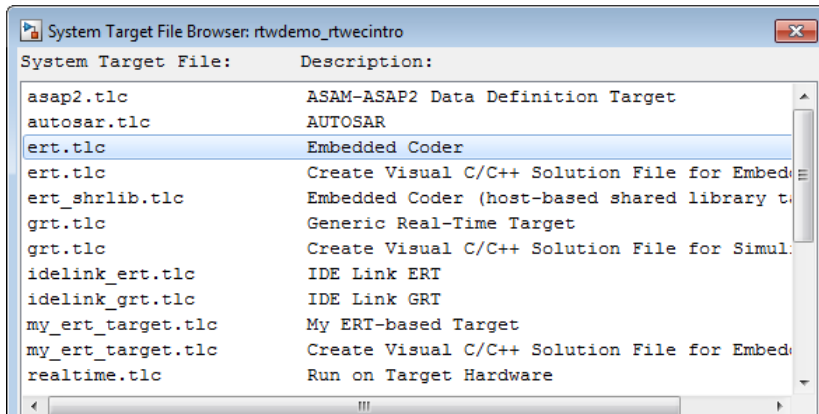 System Target File Browser: rtwdemo_rtwecintro
System Target File: Description:
asap2.tlc ASAM-ASAP2 Data Definition Target
autosar.tlc AUTOSAR
ert.tlc Embedded Coder
ert.tlc Create Visual C/C++ Solution File for
ert_shrlib.tlc Embedded Coder (host-based shared library
grt.tlc Generic Real-Time Target
grt.tlc Create Visual C/C++ Solution File for
idelink_ert.tlc IDE Link ERT
idelink_grt.tlc IDE Link GRT
my_ert_target.tlc My ERT-based Target
my_ert_target.tlc Create Visual C/C++ Solution File for
realtime.tlc Run on Target Hardware